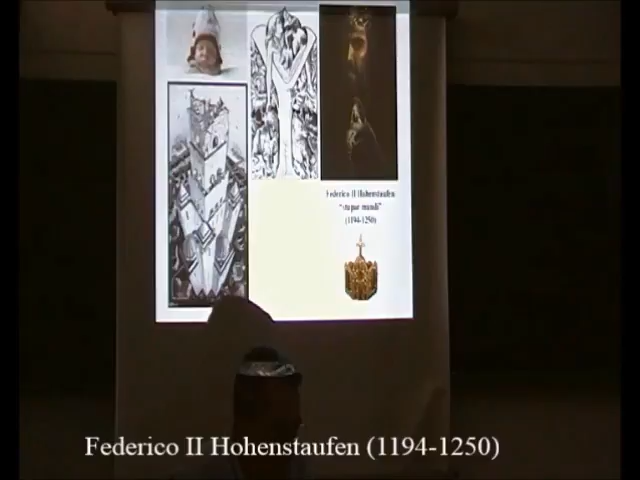 Federico II Hohenstaufen
"stupor mundi"
(1194-1250)
Federico II Hohenstaufen (1194-1250)